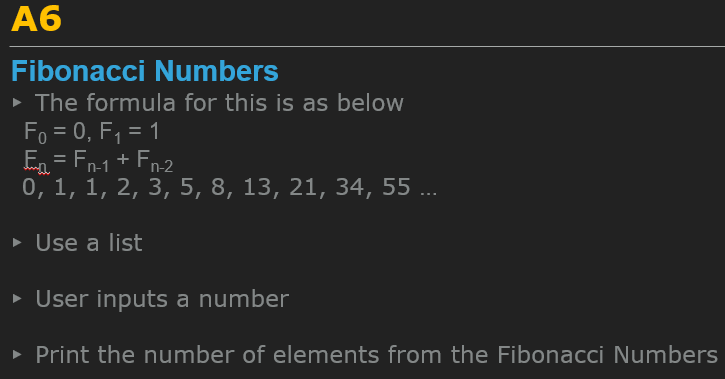 A6
Fibonacci Numbers
‣ The formula for this is as below
F₀ = 0, F₁ = 1
Fₙ = Fₙ₋₁ + Fₙ₋₂
0, 1, 1, 2, 3, 5, 8, 13, 21, 34, 55 …
‣ Use a list
‣ User inputs a number
‣ Print the number of elements from the Fibonacci Numbers